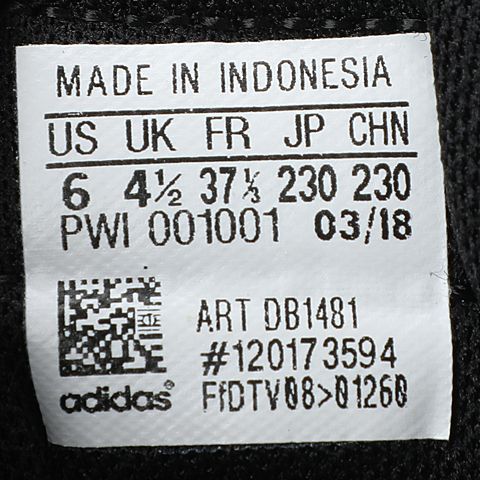 MADE IN INDONESIA
US UK FR JP CHN
6 4½ 37⅓ 230 230
PWI 001001 03/18
ART DB1481
#120173594
adidas® FfDTV08>01260